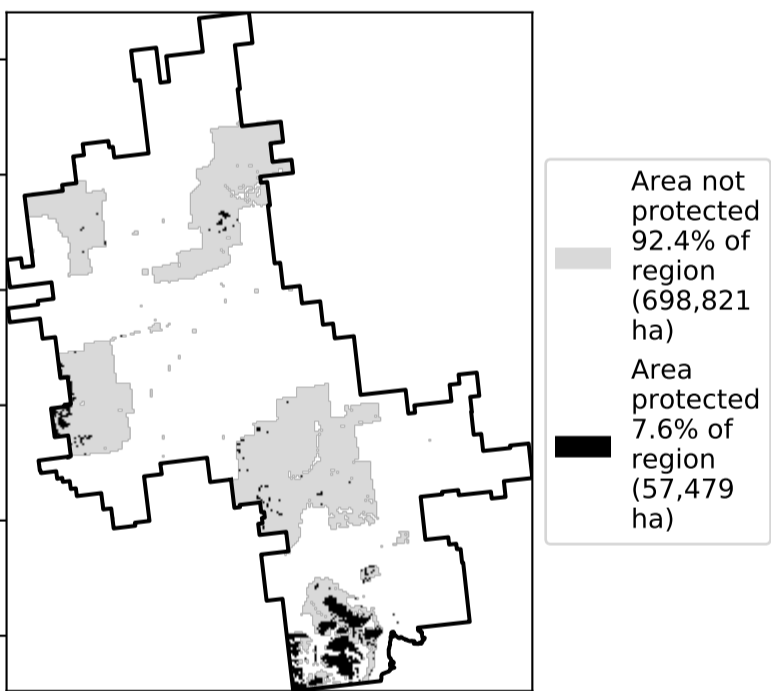 Area not
protected
92.4% of
region
(698,821
ha)
Area
protected
7.6% of
region
(57,479
ha)